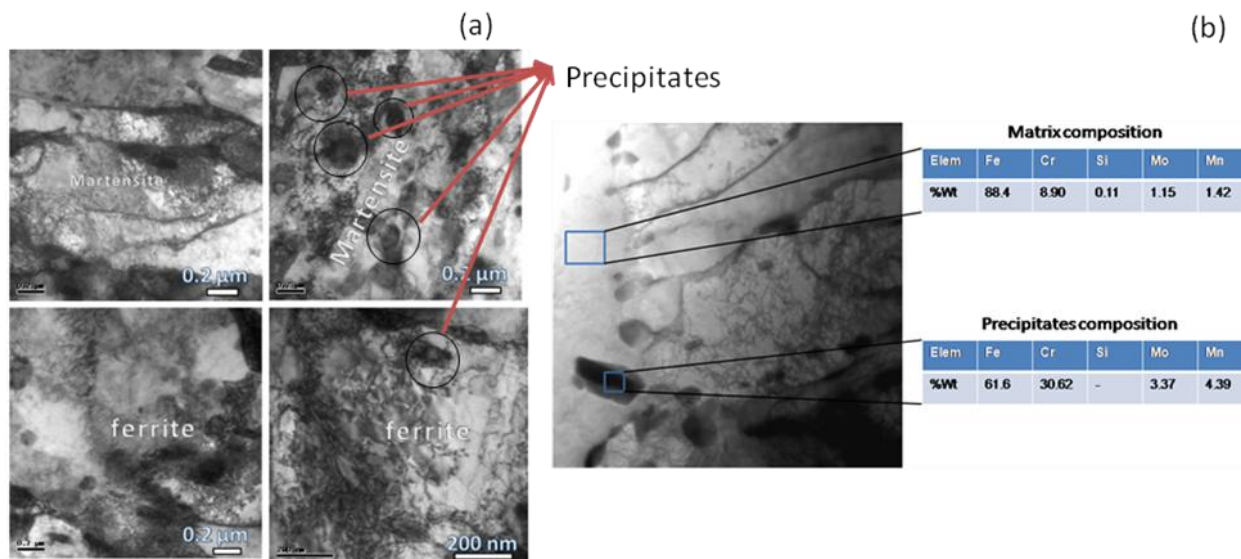 (a)
(b)
Precipitates
Martensite
0.2 µm
Martensite
0.2 µm
ferrite
0.2 µm
ferrite
200 nm
Matrix composition
Elem Fe Cr Si Mo Mn
%Wt 88.4 8.90 0.11 1.15 1.42
Precipitates composition
Elem Fe Cr Si Mo Mn
%Wt 61.6 30.62 - 3.37 4.39